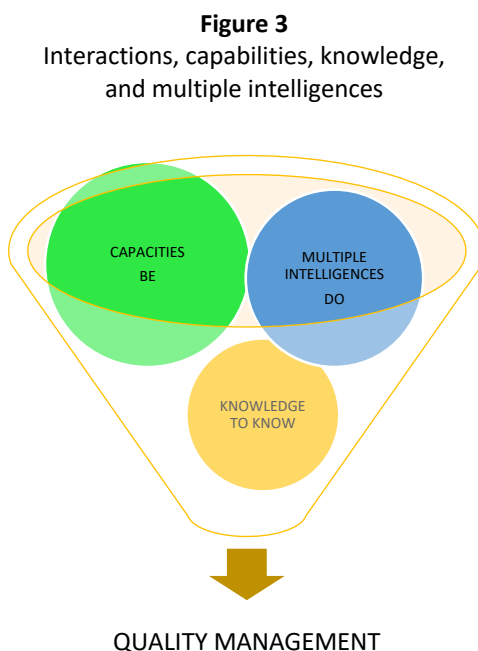 Figure 3
Interactions, capabilities, knowledge,
and multiple intelligences
CAPACITIES
BE
MULTIPLE
INTELLIGENCES
DO
KNOWLEDGE
TO KNOW
QUALITY MANAGEMENT